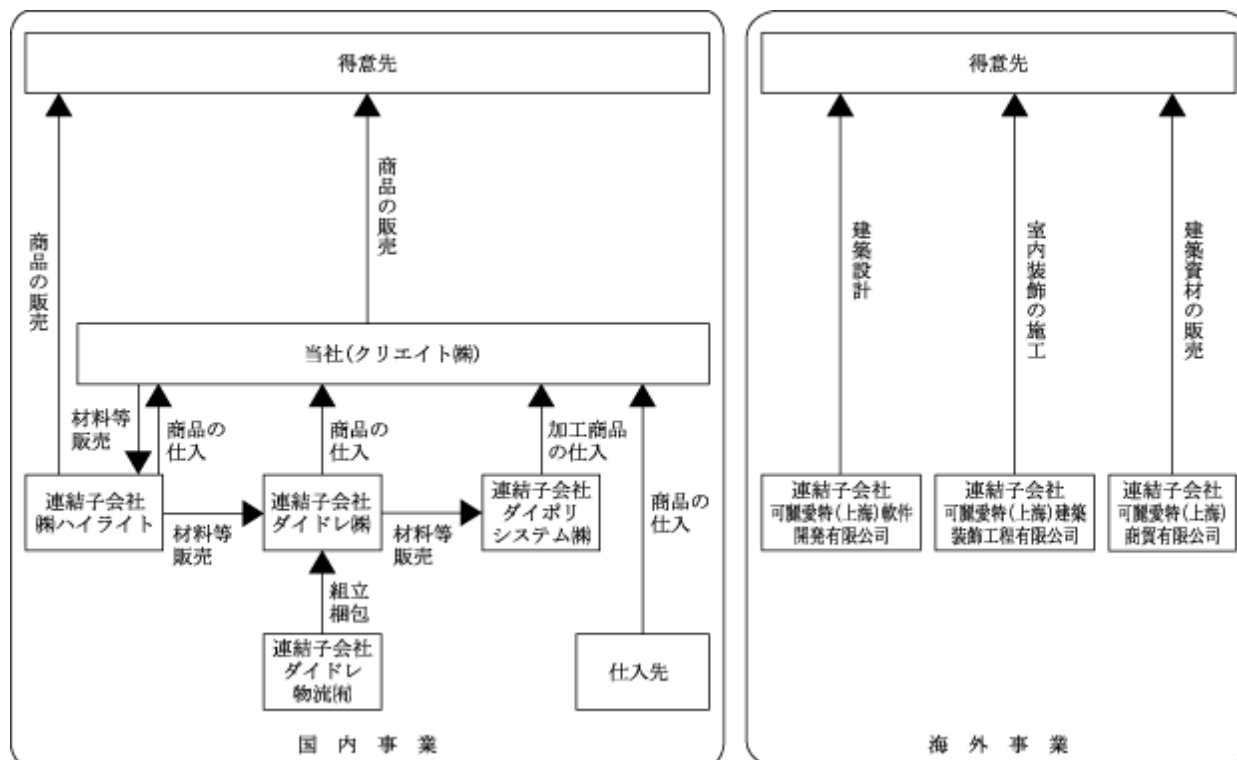 得意先
商品の販売
商品の販売
当社(クリエイト㈱)
材料等
販売
商品の
仕入
商品の
仕入
加工商品
の仕入
商品の
仕入
連結子会社
㈱ハイライト
材料等
販売
連結子会社
ダイドレ㈱
材料等
販売
連結子会社
ダイポリ
システム㈱
組立
梱包
連結子会社
ダイドレ
物流㈲
仕入先
国内事業
得意先
建築設計
室内装飾の施工
建築資材の販売
連結子会社
可麗愛特(上海)軟件
開発有限公司
連結子会社
可麗愛特(上海)建築
装飾工程有限公司
連結子会社
可麗愛特(上海)
商貿有限公司
海外事業